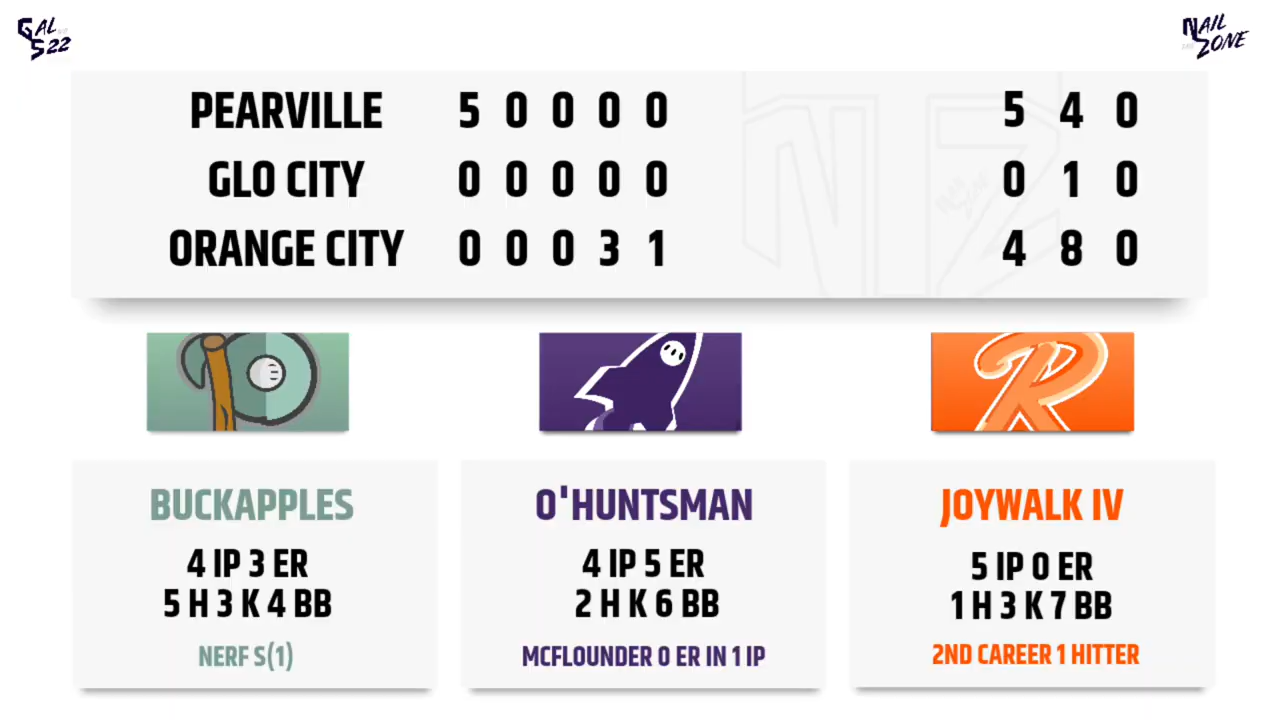 GAL
S22
NAIL
ZONE
PEARVILLE 5 0 0 0 0 5 4 0
GLO CITY 0 0 0 0 0 0 1 0
ORANGE CITY 0 0 0 3 1 4 8 0
NZ
R
BUCKAPPLES
4 IP 3 ER
5 H 3 K 4 BB
NERF S(1)
O'HUNTSMAN
4 IP 5 ER
2 H K 6 BB
MCFLOUNDER 0 ER IN 1 IP
JOYWALK IV
5 IP 0 ER
1 H 3 K 7 BB
2ND CAREER 1 HITTER